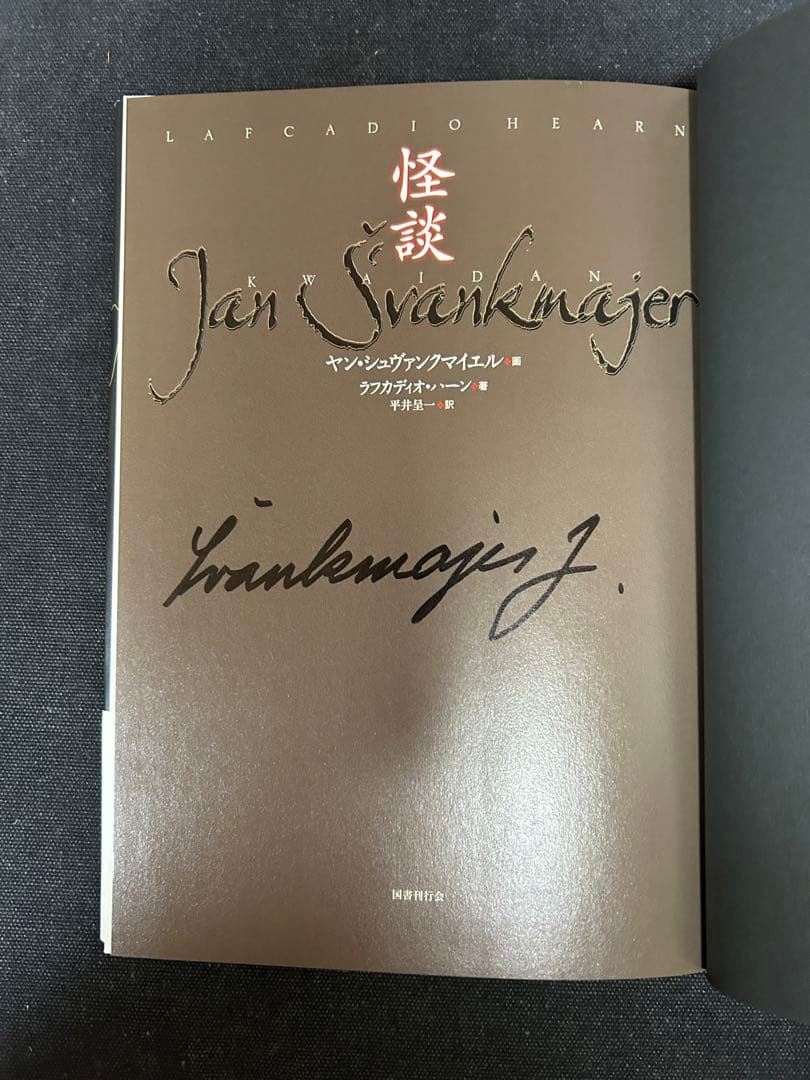 LAFCADIO HEARN
怪談
KWAIDAN
Jan Švankmajer
ヤン・シュヴァンクマイエル◆画
ラフカディオ・ハーン◆著
平井呈一◆訳
Švankmajer J.
国書刊行会